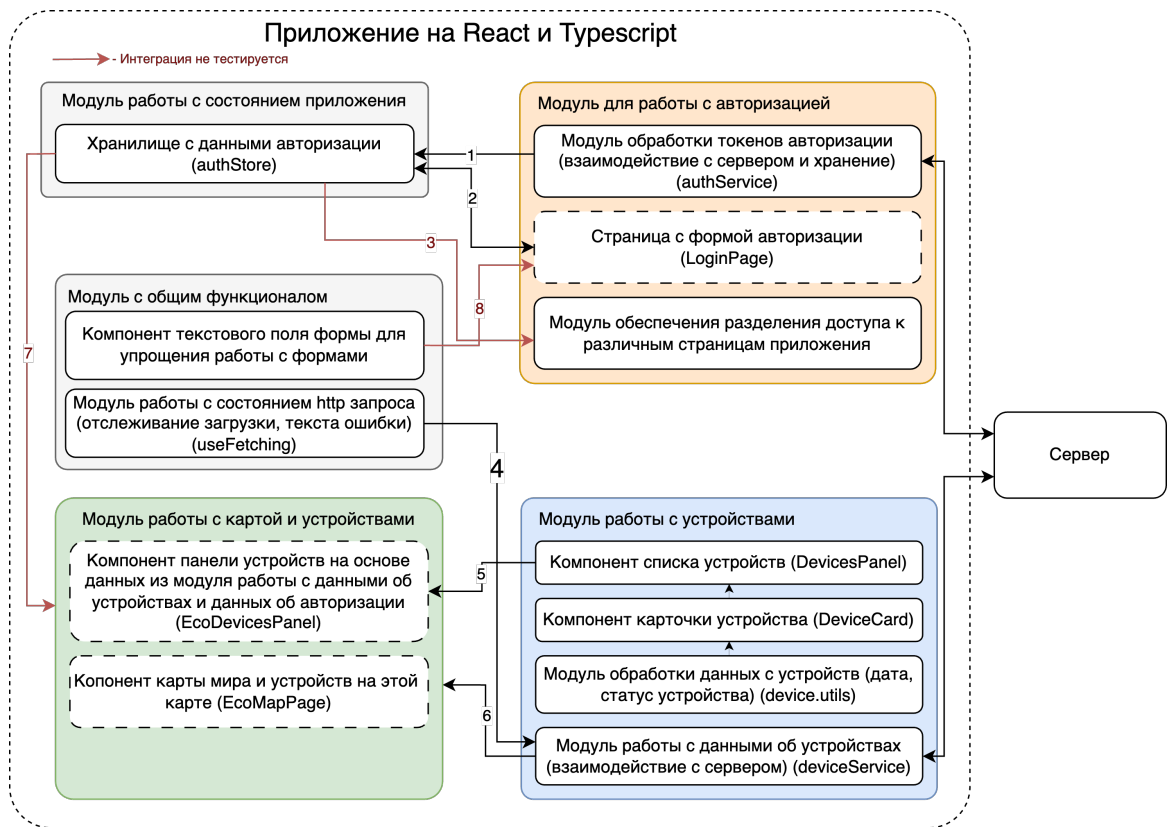 Приложение на React и Typescript
- Интеграция не тестируется
Модуль работы с состоянием приложения
Хранилище с данными авторизации
(authStore)
Модуль для работы с авторизацией
Модуль обработки токенов авторизации
(взаимодействие с сервером и хранение)
(authService)
1
2
Страница с формой авторизации
(LoginPage)
3
Модуль с общим функционалом
8
Компонент текстового поля формы для
упрощения работы с формами
Модуль обеспечения разделения доступа к
различным страницам приложения
7
Модуль работы с состоянием http запроса
(отслеживание загрузки, текста ошибки)
(useFetching)
4
Сервер
Модуль работы с картой и устройствами
Компонент панели устройств на основе
данных из модуля работы с данными об
устройствах и данных об авторизации
(EcoDevicesPanel)
5
Копонент карты мира и устройств на этой
карте (EcoMapPage)
6
Модуль работы с устройствами
Компонент списка устройств (DevicesPanel)
Компонент карточки устройства (DeviceCard)
Модуль обработки данных с устройств (дата,
статус устройства) (device.utils)
Модуль работы с данными об устройствах
(взаимодействие с сервером) (deviceService)